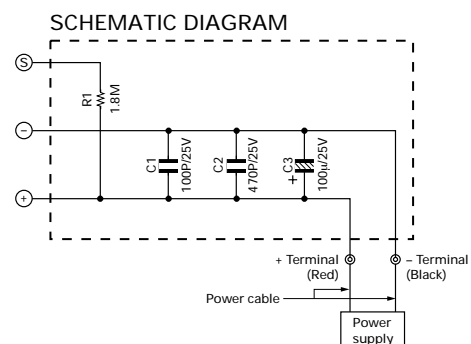 SCHEMATIC DIAGRAM
S
R1
1.8M
−
C1
100P/25V
C2
470P/25V
+ C3
100µ/25V
+
+ Terminal
(Red)
− Terminal
(Black)
Power cable
Power
supply